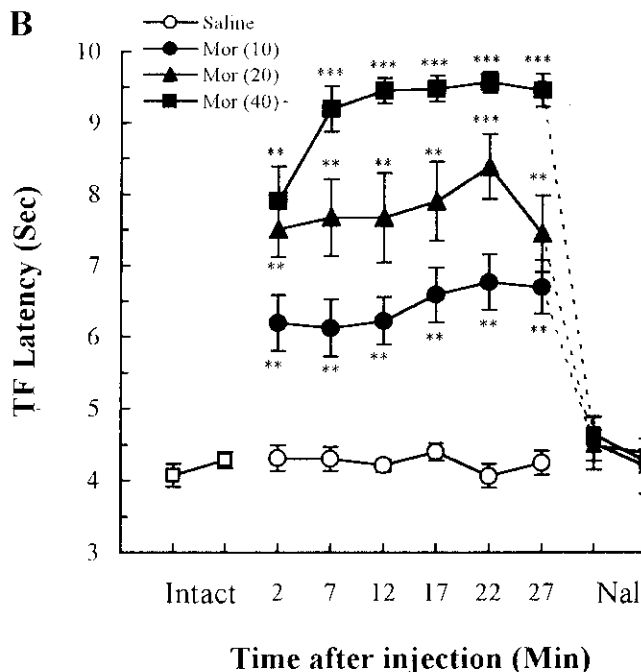 B
Saline
Mor (10)
Mor (20)
Mor (40)
10
9
8
7
6
5
4
3
TF Latency (Sec)
** *** *** *** *** ***
** ** ** *** **
**
** ** ** ** ** **
Intact 2 7 12 17 22 27 Nal
Time after injection (Min)